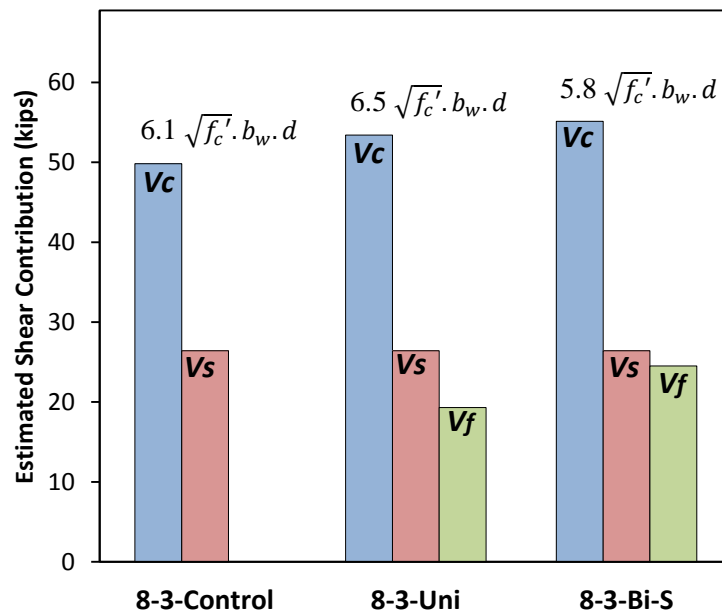 Estimated Shear Contribution (kips)
60
50
40
30
20
10
0
6.1 √fc′.bw.d
6.5 √fc′.bw.d
5.8 √fc′.bw.d
Vc
Vs
Vc
Vs
Vf
Vc
Vs
Vf
8-3-Control
8-3-Uni
8-3-Bi-S